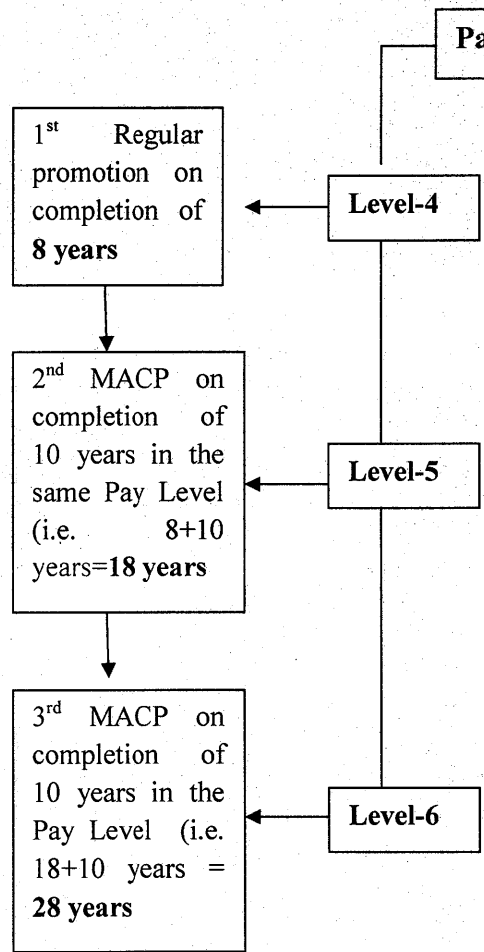 Pa
1st Regular
promotion on
completion of
8 years
Level-4
2nd MACP on
completion of
10 years in the
same Pay Level
(i.e. 8+10
years=18 years
Level-5
3rd MACP on
completion of
10 years in the
Pay Level (i.e.
18+10 years =
28 years
Level-6